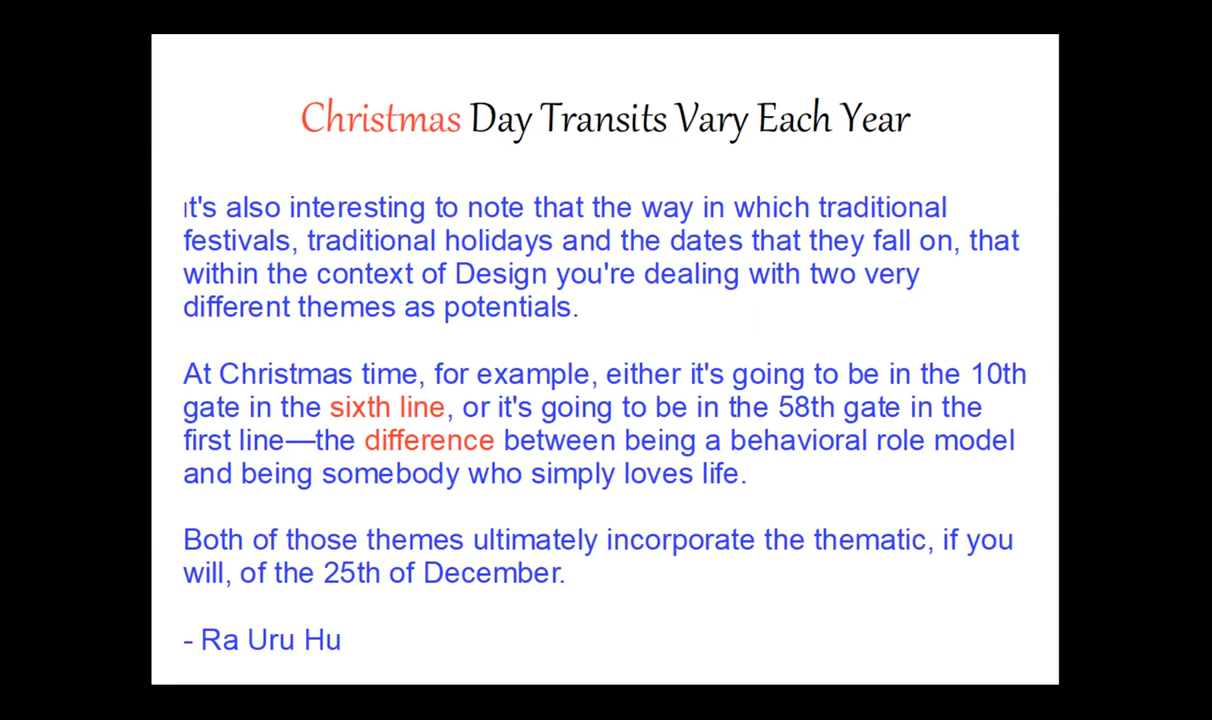 Christmas Day Transits Vary Each Year
It's also interesting to note that the way in which traditional
festivals, traditional holidays and the dates that they fall on, that
within the context of Design you're dealing with two very
different themes as potentials.
At Christmas time, for example, either it's going to be in the 10th
gate in the sixth line, or it's going to be in the 58th gate in the
first line—the difference between being a behavioral role model
and being somebody who simply loves life.
Both of those themes ultimately incorporate the thematic, if you
will, of the 25th of December.
- Ra Uru Hu